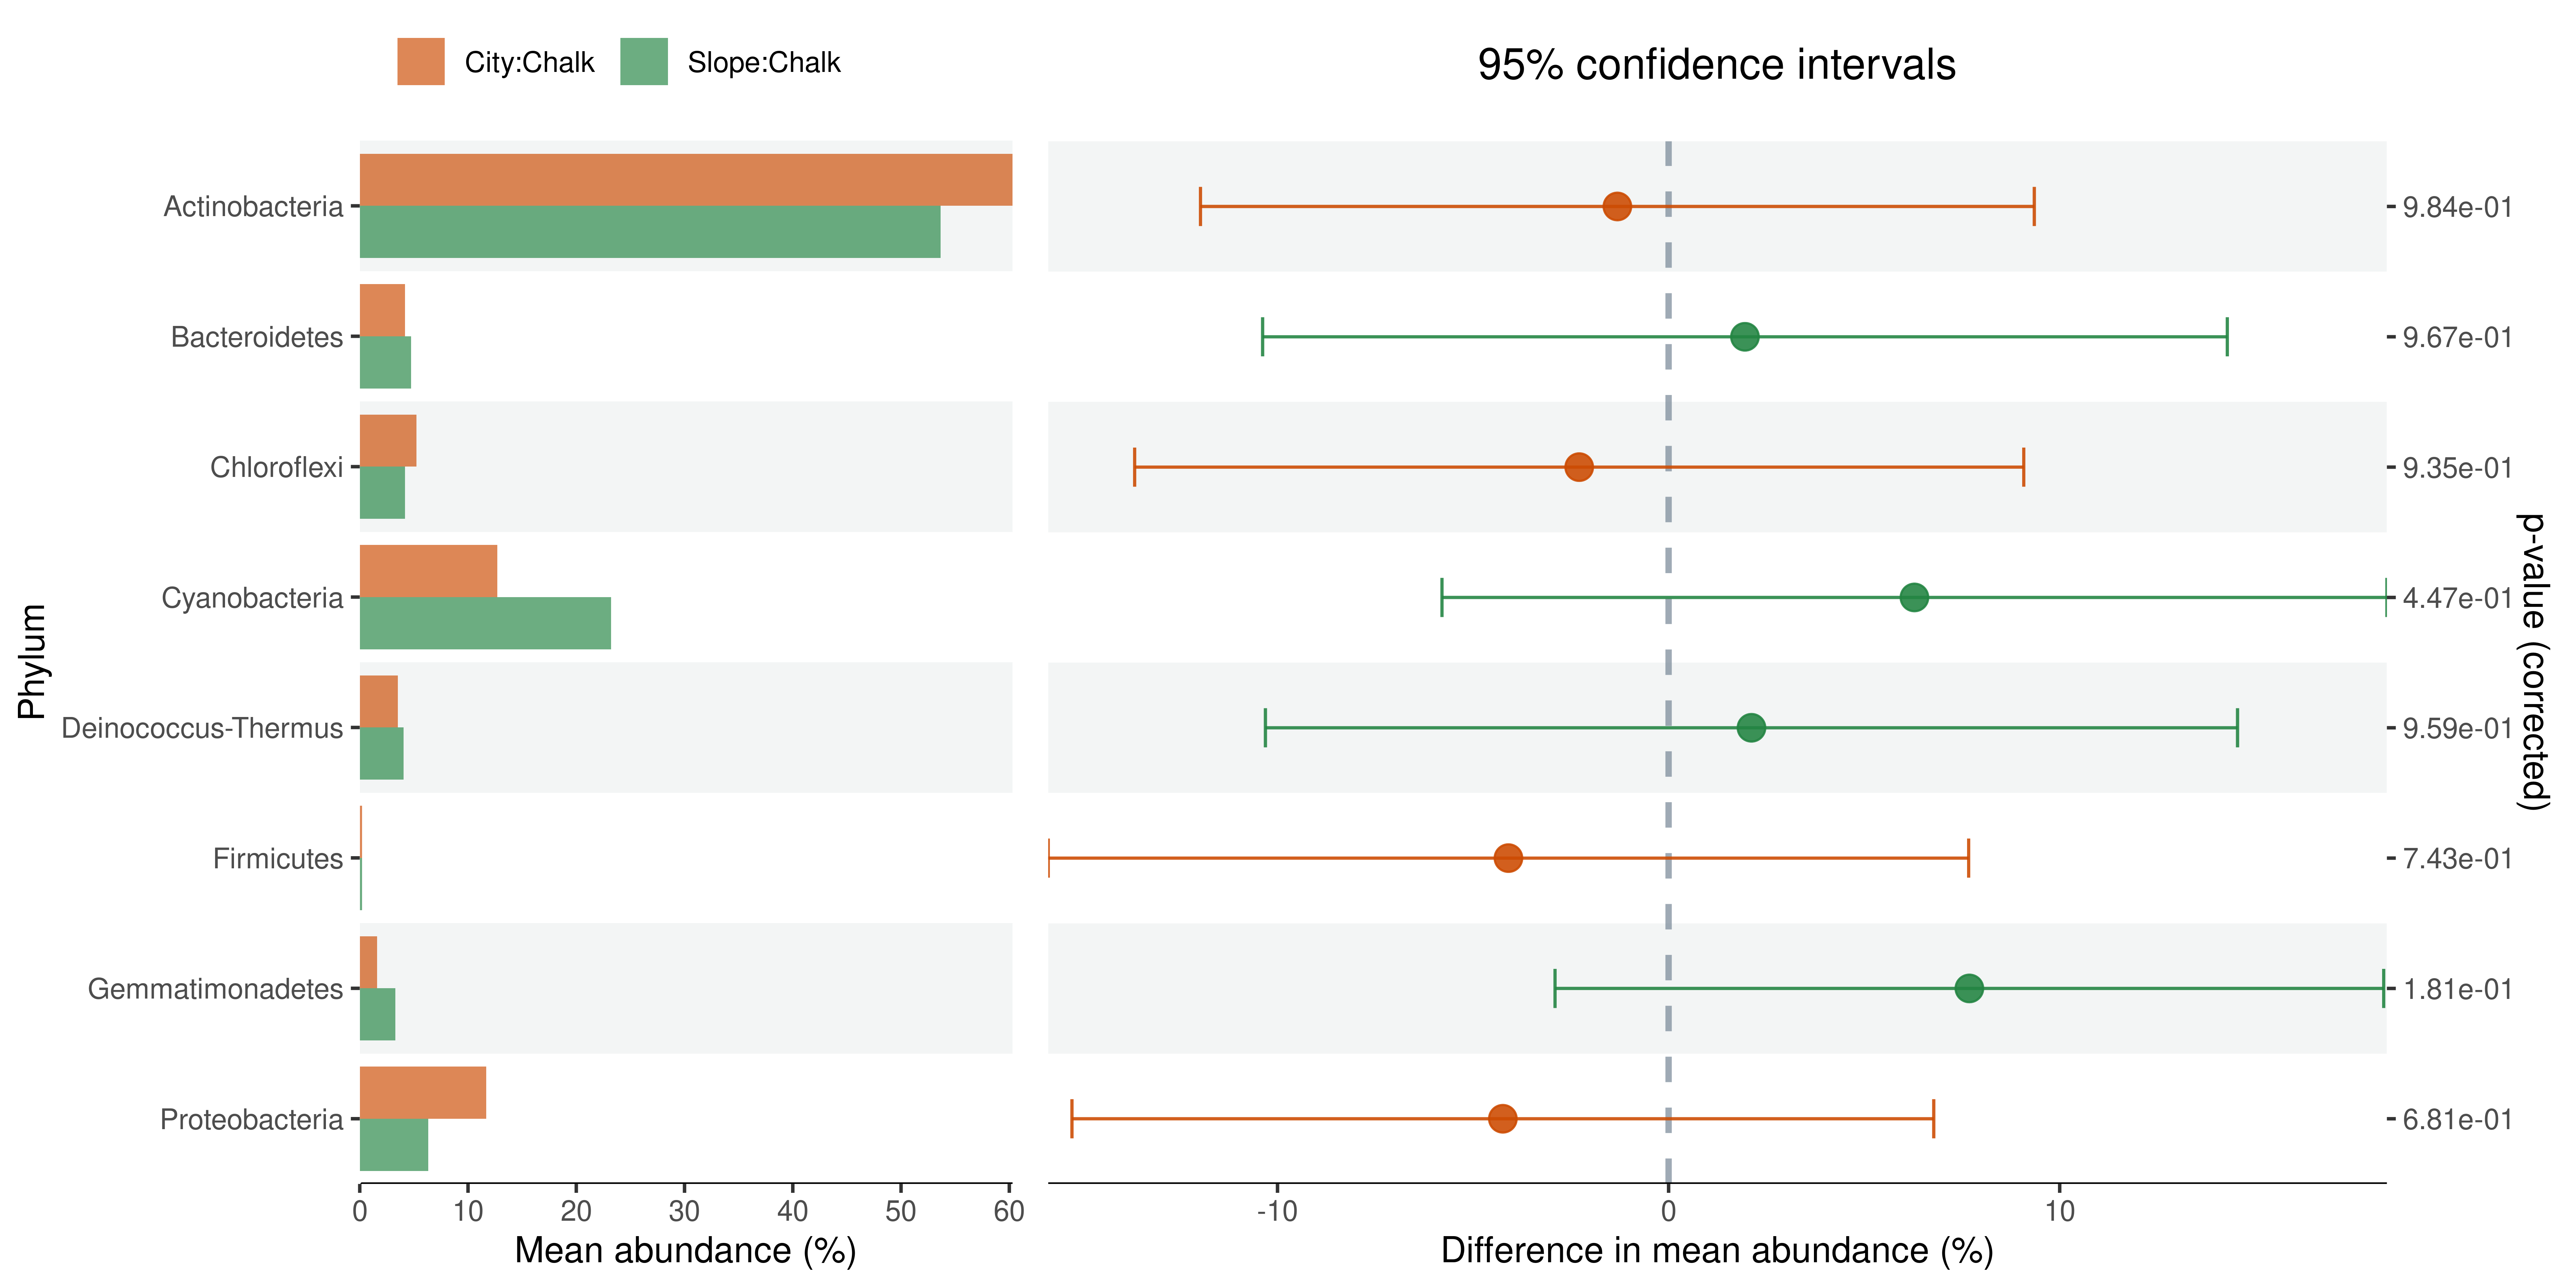 City:Chalk Slope:Chalk
95% confidence intervals
Actinobacteria 9.84e-01
Bacteroidetes 9.67e-01
Chloroflexi 9.35e-01
Cyanobacteria 4.47e-01
Deinococcus-Thermus 9.59e-01
Firmicutes 7.43e-01
Gemmatimonadetes 1.81e-01
Proteobacteria 6.81e-01
Phylum
p-value (corrected)
0 10 20 30 40 50 60
-10 0 10
Mean abundance (%)
Difference in mean abundance (%)